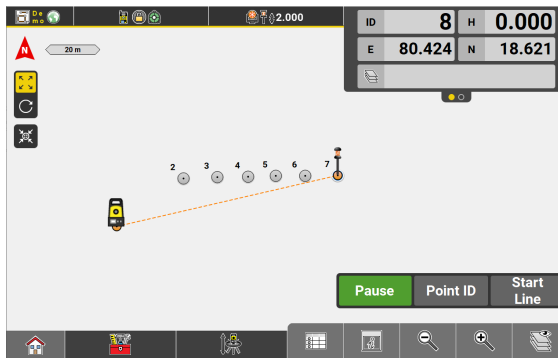 De mo
2.000
ID 8 H 0.000
E 80.424 N 18.621
N
20 m
2 3 4 5 6 7
Pause Point ID Start Line